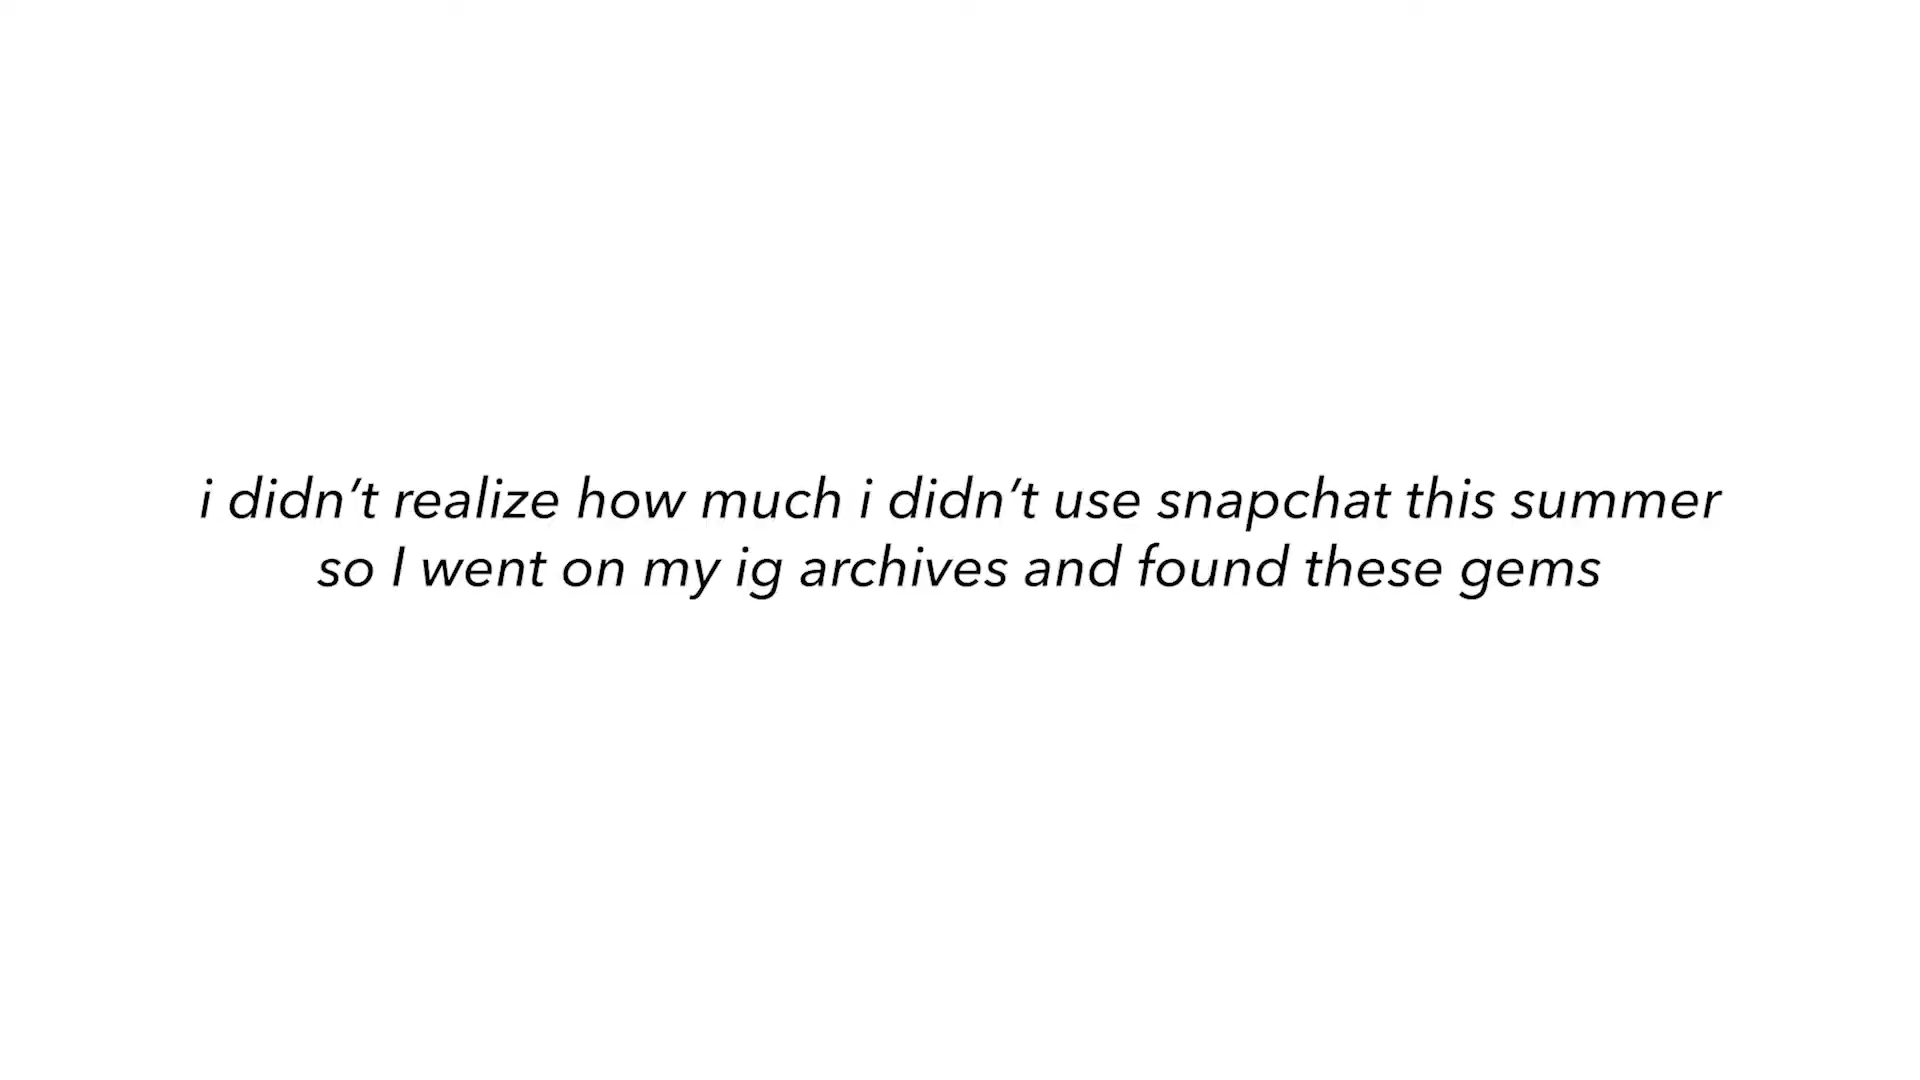 i didn’t realize how much i didn’t use snapchat this summer
so I went on my ig archives and found these gems